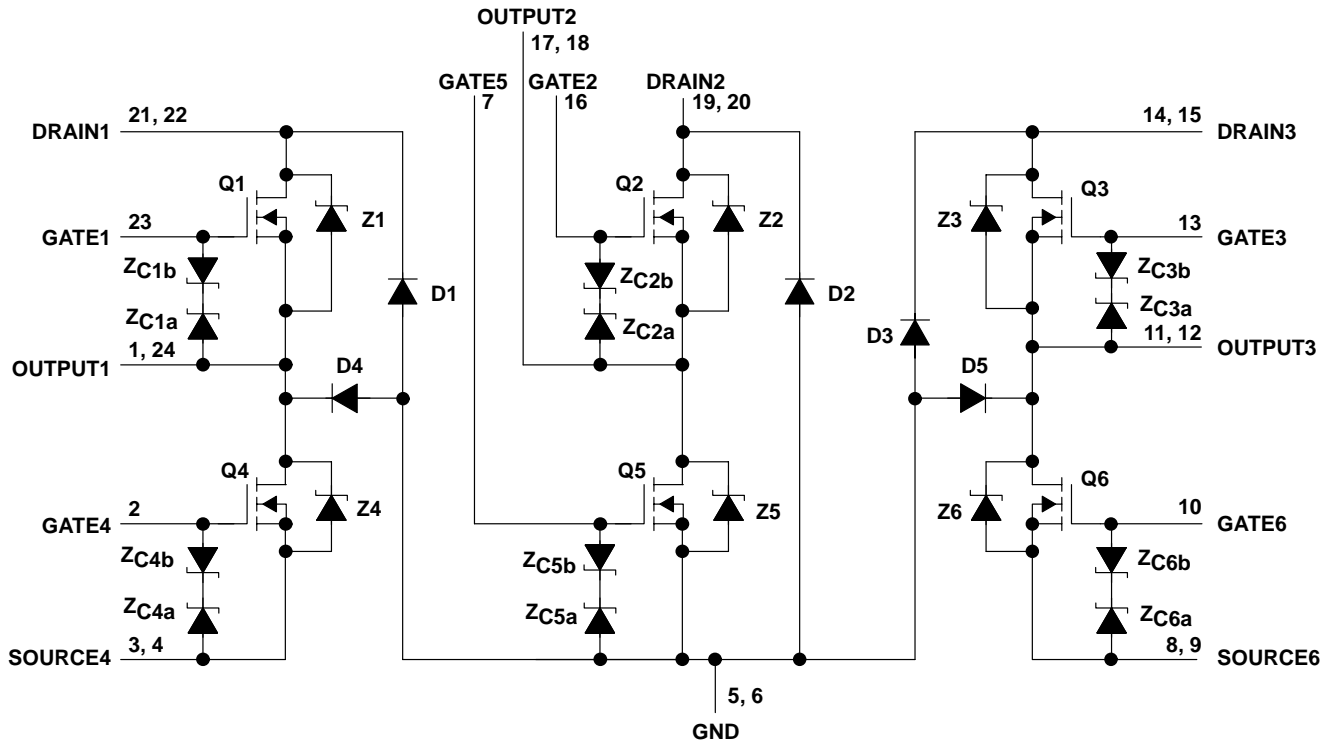 OUTPUT2
17, 18
GATE5 GATE2 DRAIN2
7 16 19, 20
21, 22
DRAIN1
14, 15
DRAIN3
Q1
Z1
Q2
Z2
Z3
Q3
23
GATE1
13
GATE3
ZC1b
ZC2b
ZC3b
D1
D2
ZC1a
ZC2a
ZC3a
D3
1, 24
OUTPUT1
11, 12
OUTPUT3
D4
D5
Q4
Z4
Q5
Z5
Z6
Q6
2
GATE4
10
GATE6
ZC4b
ZC5b
ZC6b
ZC4a
ZC5a
ZC6a
3, 4
SOURCE4
8, 9
SOURCE6
5, 6
GND